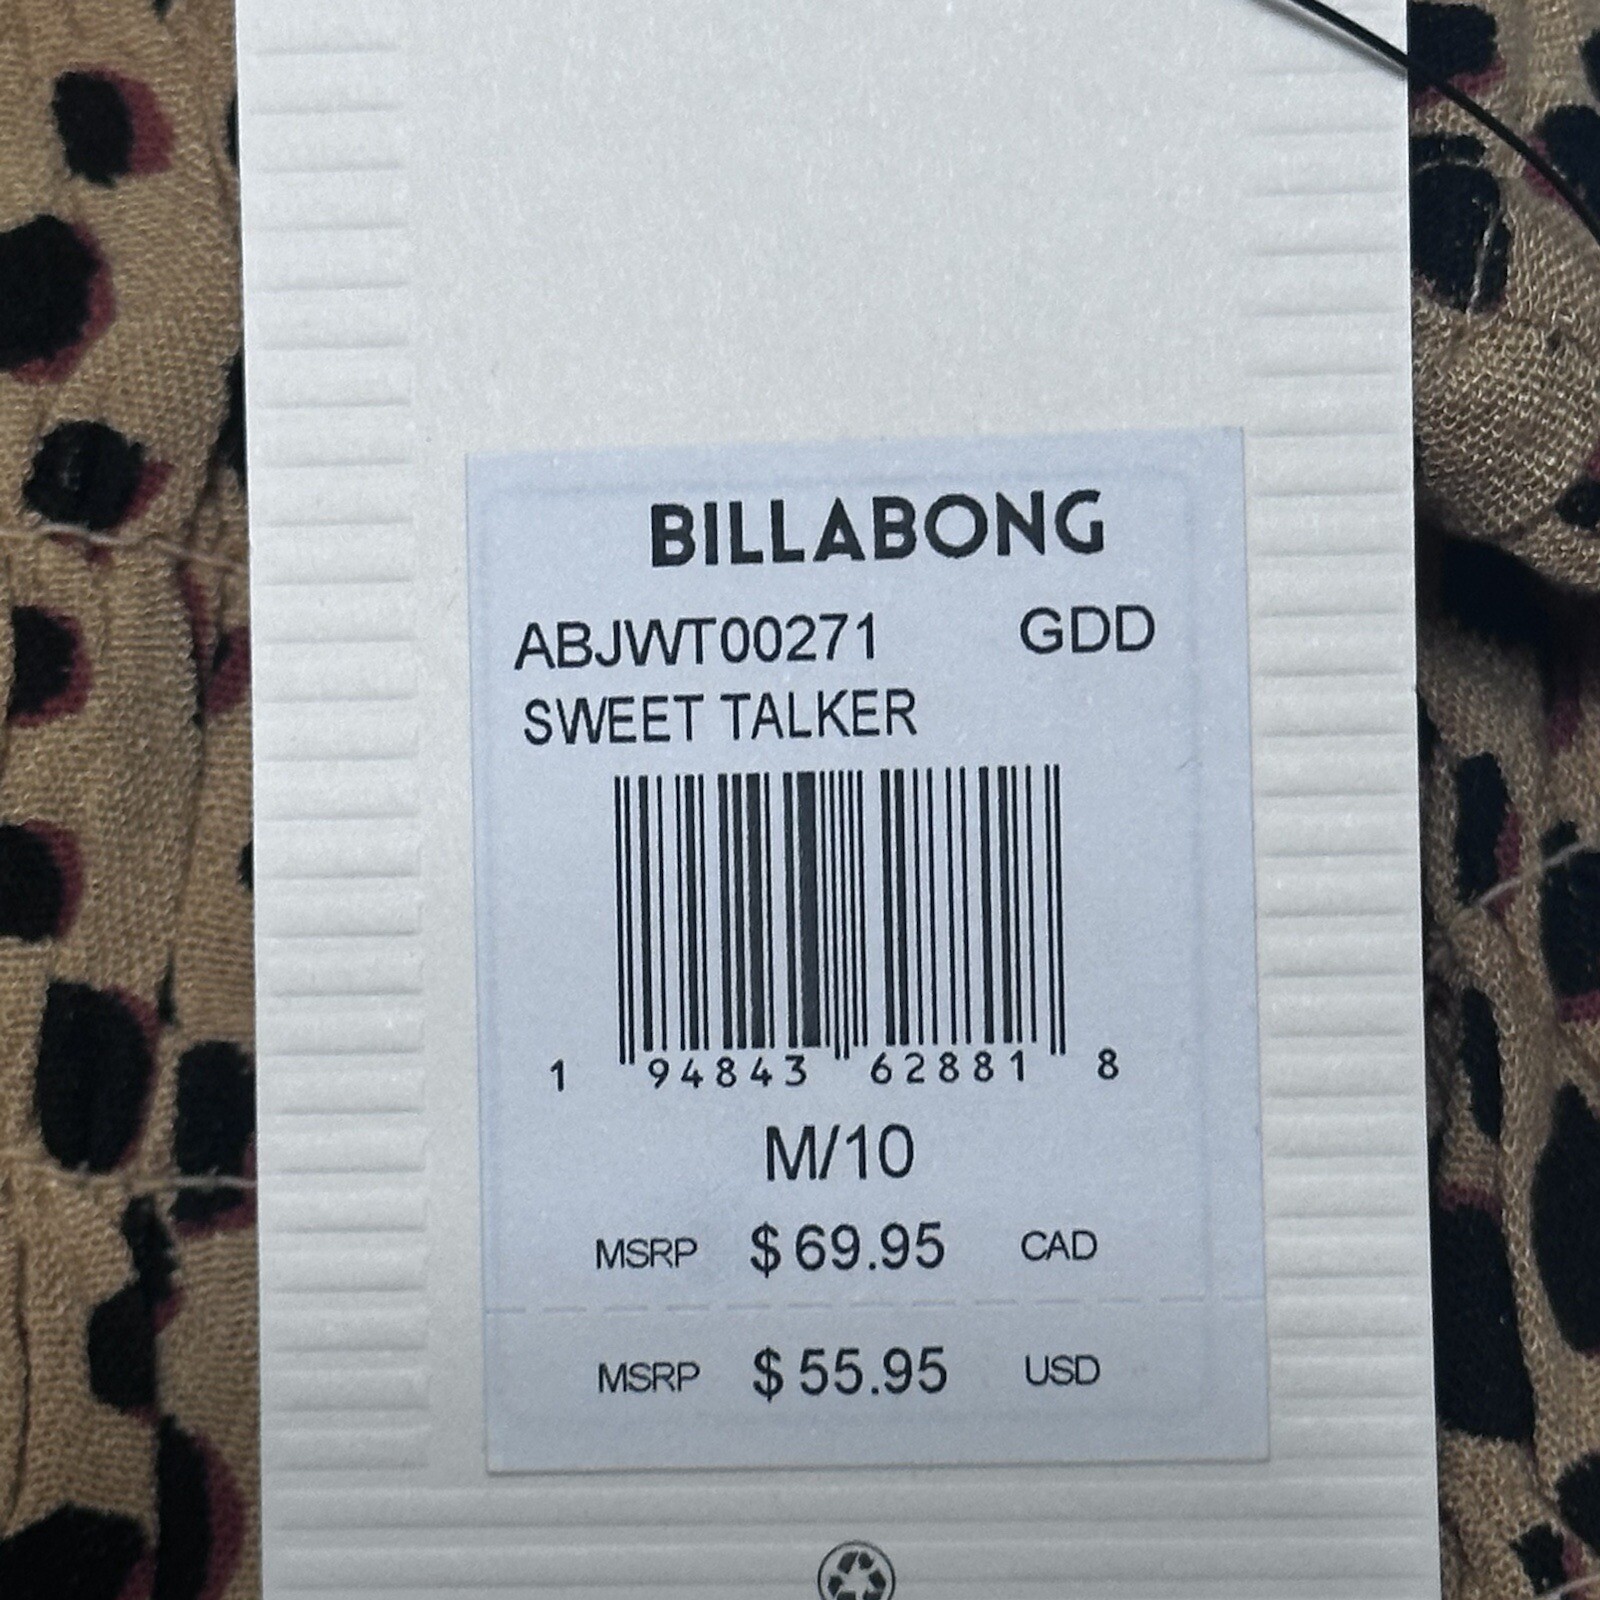 BILLABONG
ABJWT00271 GDD
SWEET TALKER
1 94843 62881 8
M/10
MSRP $69.95 CAD
MSRP $55.95 USD